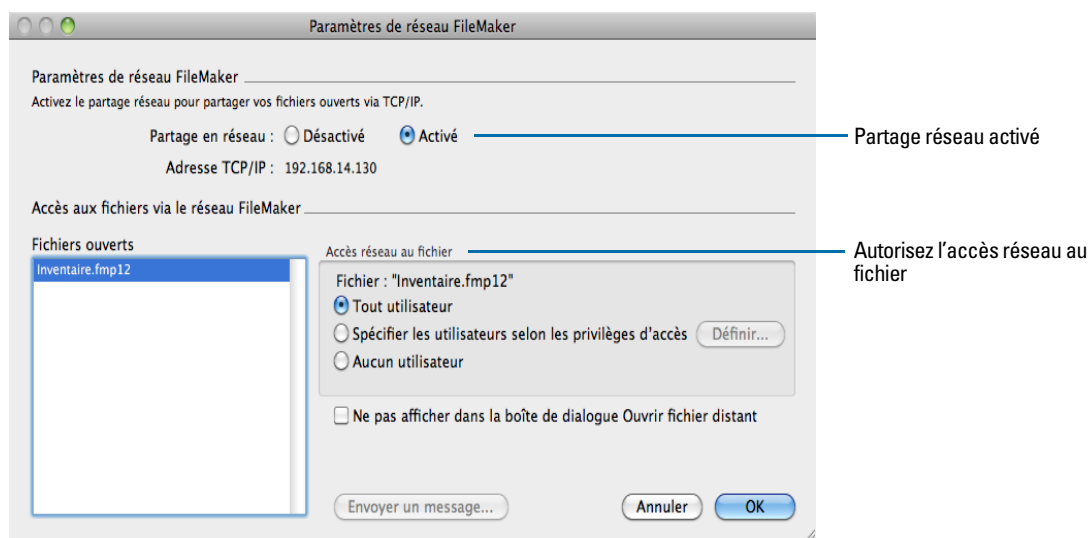 Paramètres de réseau FileMaker
Paramètres de réseau FileMaker
Activez le partage réseau pour partager vos fichiers ouverts via TCP/IP.
Partage en réseau : Désactivé Activé
Partage réseau activé
Adresse TCP/IP : 192.168.14.130
Accès aux fichiers via le réseau FileMaker
Fichiers ouverts
Inventaire.fmp12
Accès réseau au fichier
Autorisez l'accès réseau au
fichier
Fichier : "Inventaire.fmp12"
Tout utilisateur
Spécifier les utilisateurs selon les privilèges d'accès Définir...
Aucun utilisateur
Ne pas afficher dans la boîte de dialogue Ouvrir fichier distant
Envoyer un message... Annuler OK